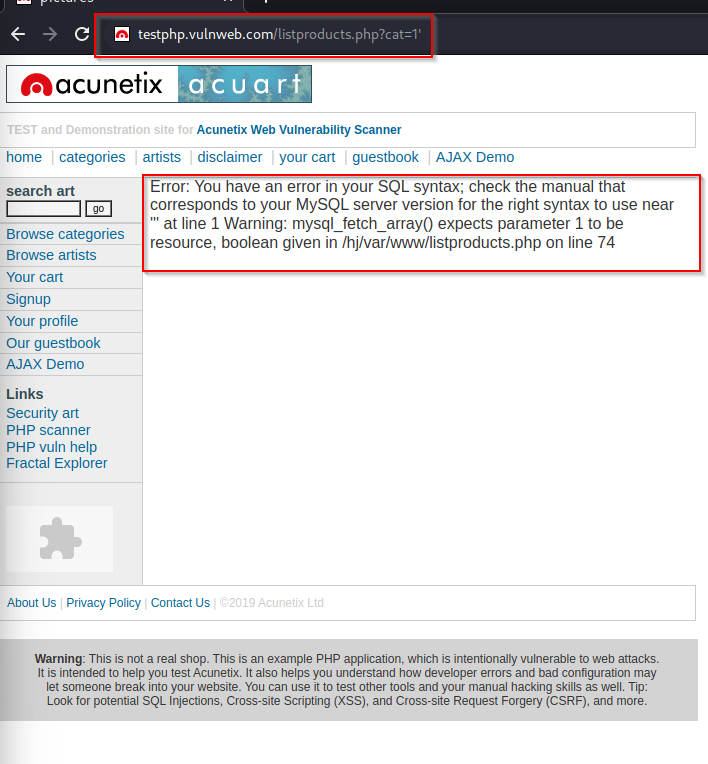 pictures
testphp.vulnweb.com/listproducts.php?cat=1'
acunetix acuart
TEST and Demonstration site for Acunetix Web Vulnerability Scanner
home | categories | artists | disclaimer | your cart | guestbook | AJAX Demo
search art
go
Browse categories
Browse artists
Your cart
Signup
Your profile
Our guestbook
AJAX Demo
Links
Security art
PHP scanner
PHP vuln help
Fractal Explorer
Error: You have an error in your SQL syntax; check the manual that
corresponds to your MySQL server version for the right syntax to use near
''' at line 1 Warning: mysql_fetch_array() expects parameter 1 to be
resource, boolean given in /hj/var/www/listproducts.php on line 74
About Us | Privacy Policy | Contact Us | ©2019 Acunetix Ltd
Warning: This is not a real shop. This is an example PHP application, which is intentionally vulnerable to web attacks.
It is intended to help you test Acunetix. It also helps you understand how developer errors and bad configuration may
let someone break into your website. You can use it to test other tools and your manual hacking skills as well. Tip:
Look for potential SQL Injections, Cross-site Scripting (XSS), and Cross-site Request Forgery (CSRF), and more.